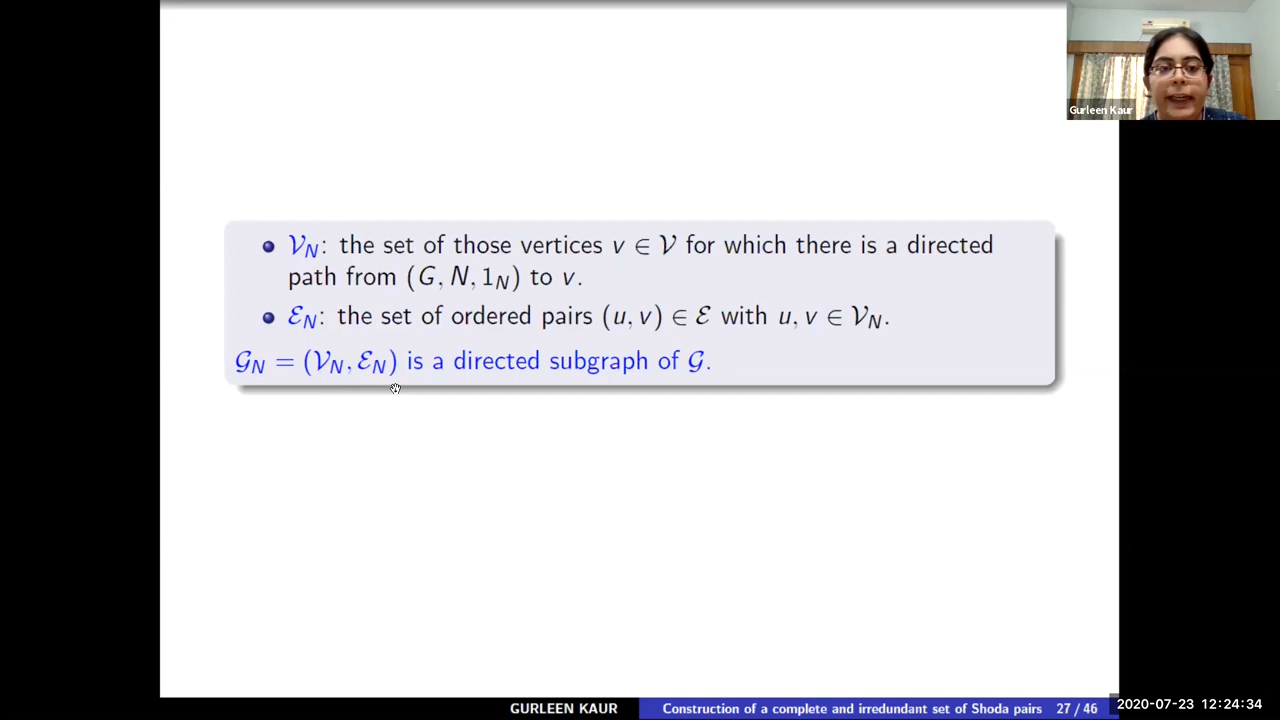 Gurleen Kaur
𝒱_N: the set of those vertices v ∈ 𝒱 for which there is a directed
path from (G, N, 1_N) to v.
ℰ_N: the set of ordered pairs (u, v) ∈ ℰ with u, v ∈ 𝒱_N.
𝒢_N = (𝒱_N, ℰ_N) is a directed subgraph of 𝒢.
GURLEEN KAUR Construction of a complete and irredundant set of Shoda pairs 27 / 46
2020-07-23 12:24:34